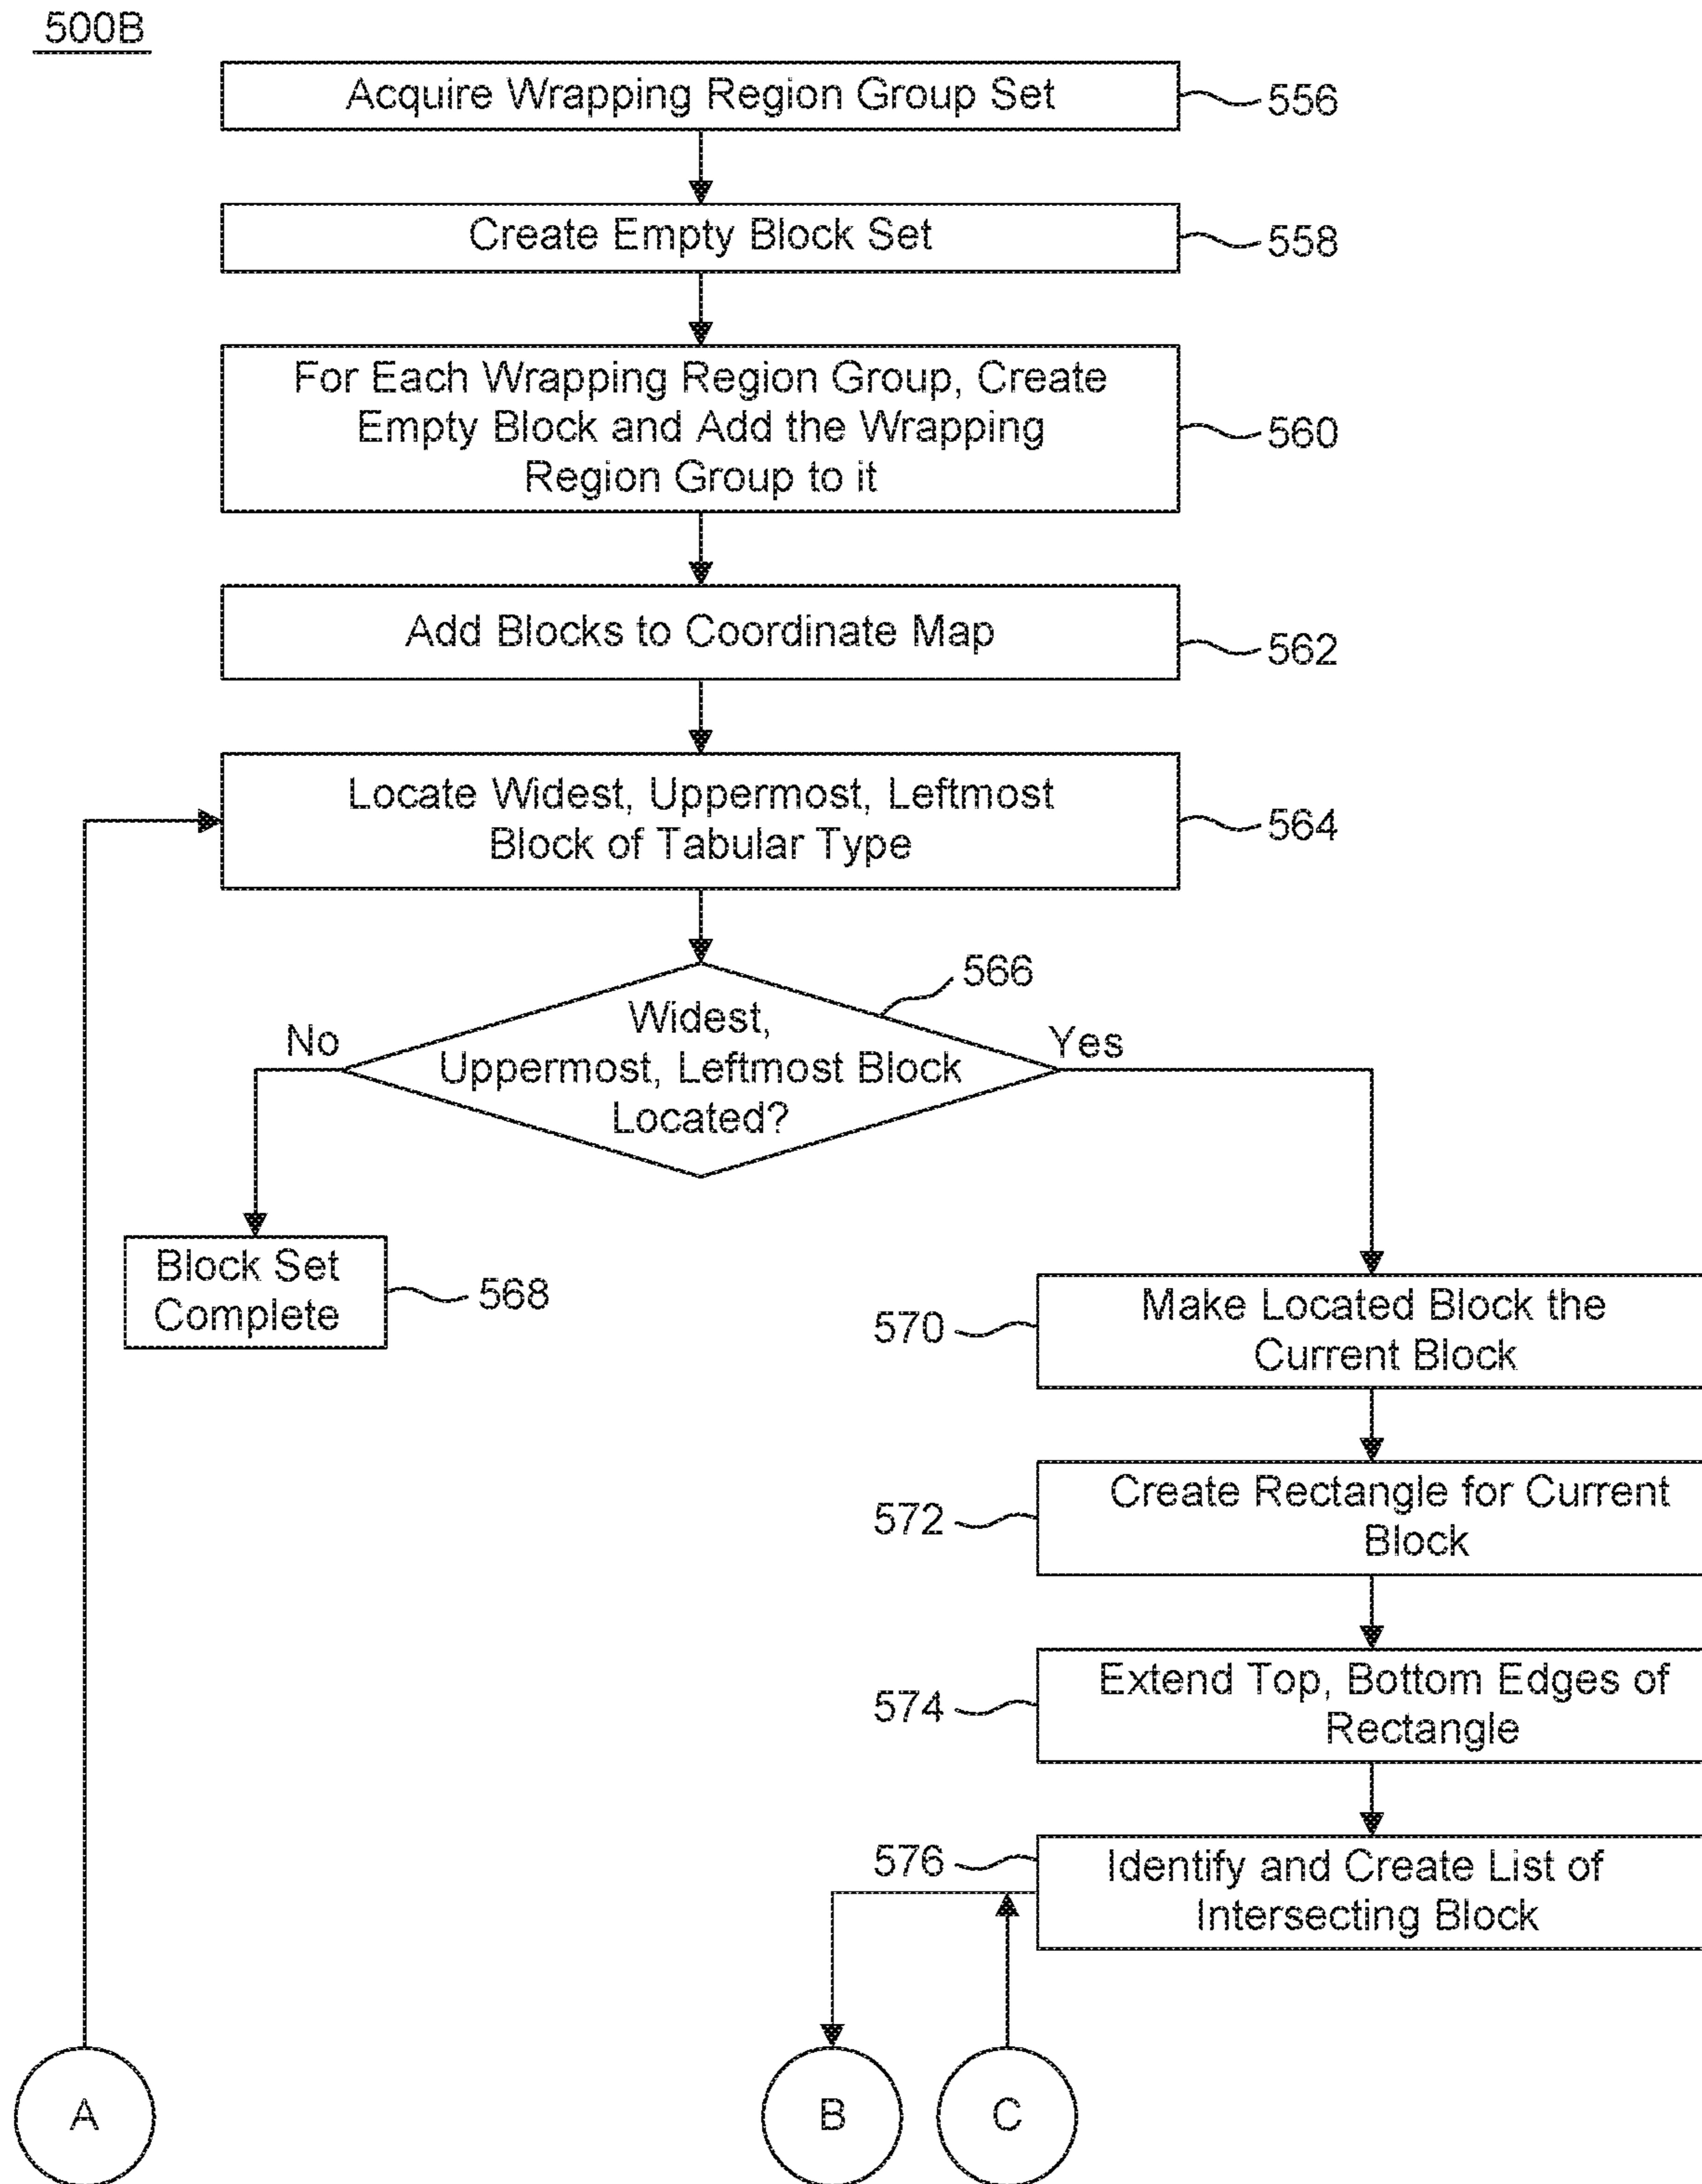 500B
Acquire Wrapping Region Group Set
556
Create Empty Block Set
558
For Each Wrapping Region Group, Create
Empty Block and Add the Wrapping
Region Group to it
560
Add Blocks to Coordinate Map
562
Locate Widest, Uppermost, Leftmost
Block of Tabular Type
564
566
Widest,
Uppermost, Leftmost Block
Located?
No
Yes
Block Set
Complete
568
Make Located Block the
Current Block
570
Create Rectangle for Current
Block
572
Extend Top, Bottom Edges of
Rectangle
574
Identify and Create List of
Intersecting Block
576
A
B
C